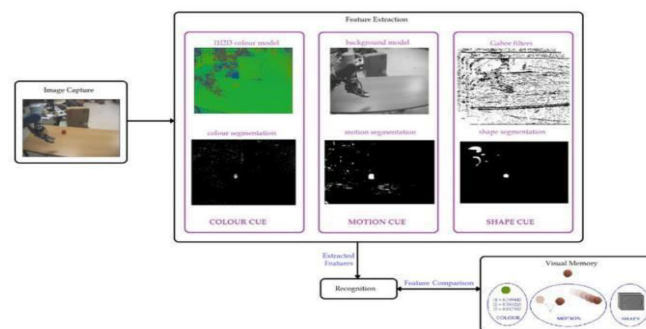 Feature Extraction
I1I2I3 colour model
background model
Gabor filters
Image Capture
colour segmentation
motion segmentation
shape segmentation
COLOUR CUE
MOTION CUE
SHAPE CUE
Extracted
Features
Visual Memory
Recognition
Feature Comparison
COLOUR
MOTION
SHAPE